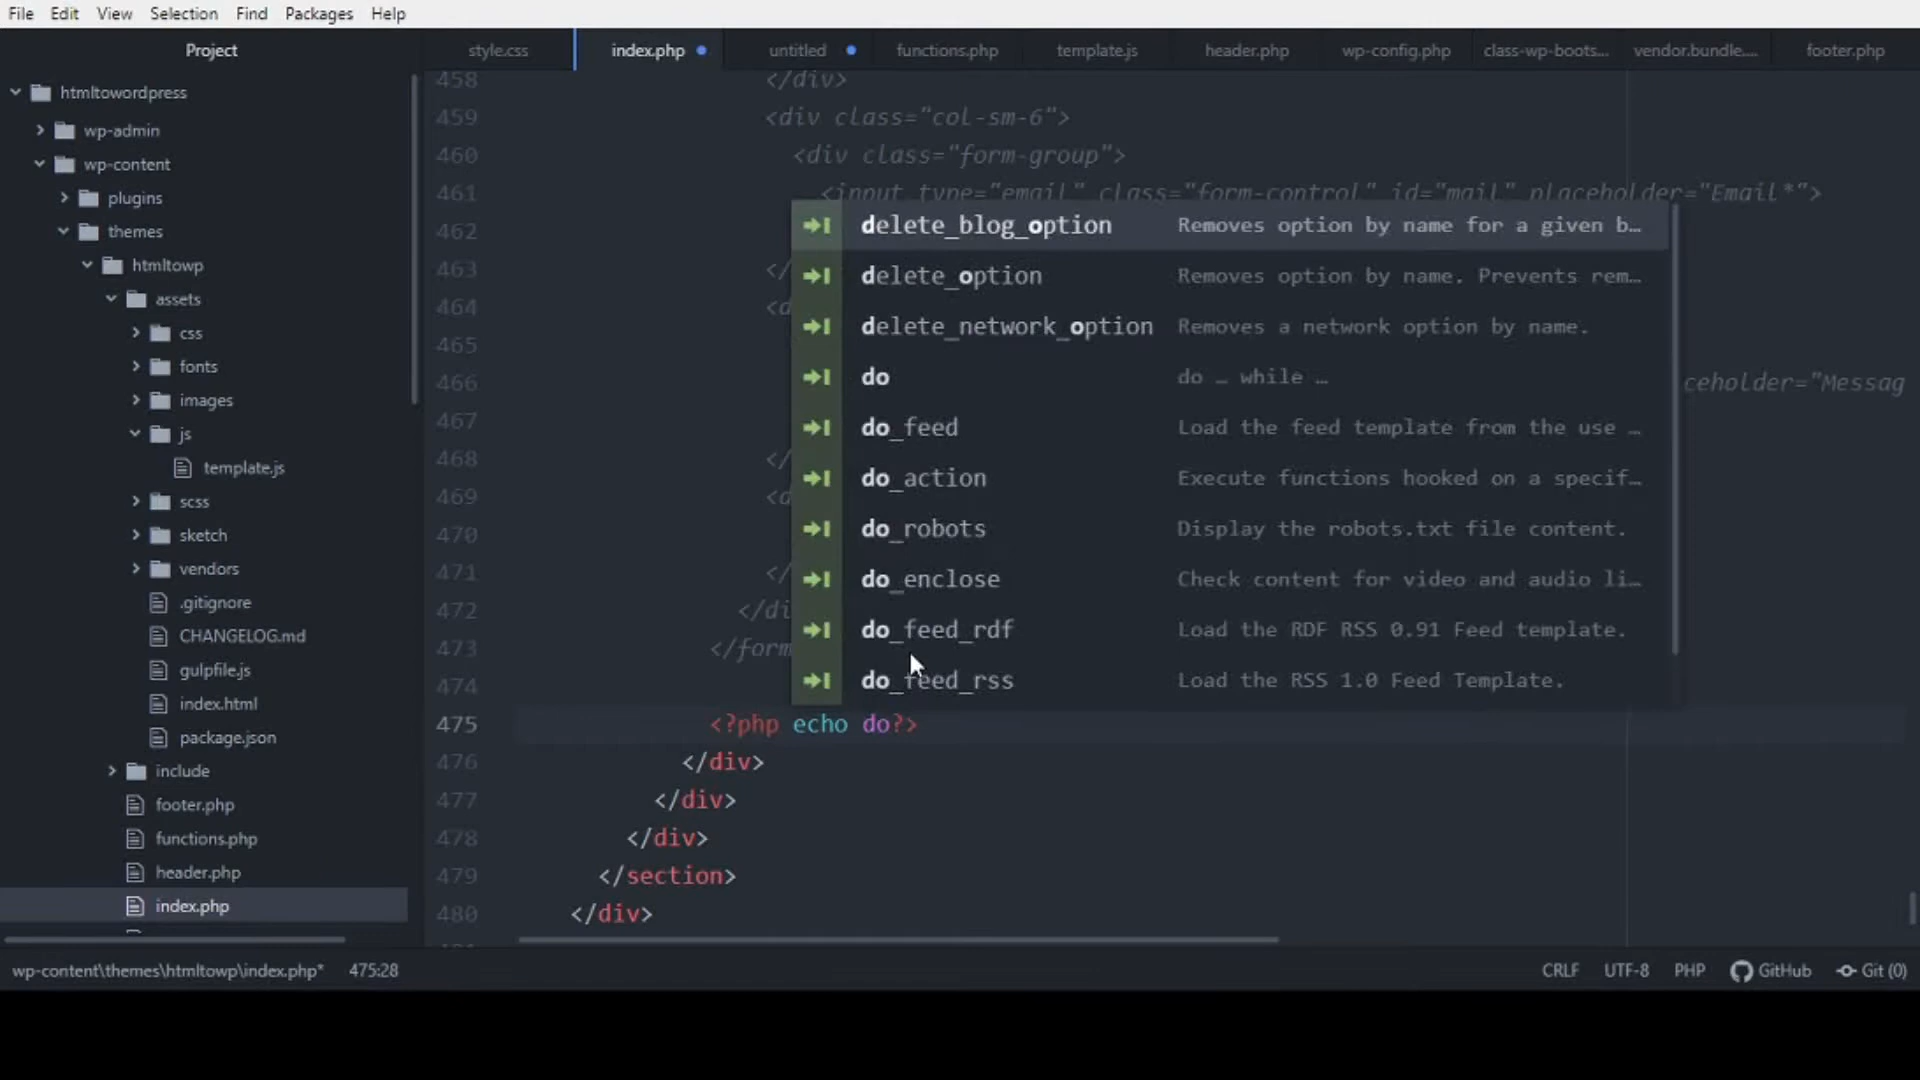 File Edit View Selection Find Packages Help
Project
style.css index.php untitled functions.php template.js header.php wp-config.php class-wp-boots... vendor.bundle.... footer.php
htmltowordpress
wp-admin
wp-content
plugins
themes
htmltowp
assets
css
fonts
images
js
template.js
scss
sketch
vendors
.gitignore
CHANGELOG.md
gulpfile.js
index.html
package.json
include
footer.php
functions.php
header.php
index.php
458 </div>
459 <div class="col-sm-6">
460 <div class="form-group">
461 <input type="email" class="form-control" id="mail" placeholder="Email*">
462
463 </
464 <d
465
466 ceholder="Messag
467
468 </
469 <d
470
471 </
472 </di
473 </form
474
475 <?php echo do?>
476 </div>
477 </div>
478 </div>
479 </section>
480 </div>
delete_blog_option Removes option by name for a given b…
delete_option Removes option by name. Prevents rem…
delete_network_option Removes a network option by name.
do do … while …
do_feed Load the feed template from the use …
do_action Execute functions hooked on a specif…
do_robots Display the robots.txt file content.
do_enclose Check content for video and audio li…
do_feed_rdf Load the RDF RSS 0.91 Feed template.
do_feed_rss Load the RSS 1.0 Feed Template.
wp-content\themes\htmltowp\index.php* 475:28 CRLF UTF-8 PHP GitHub Git (0)